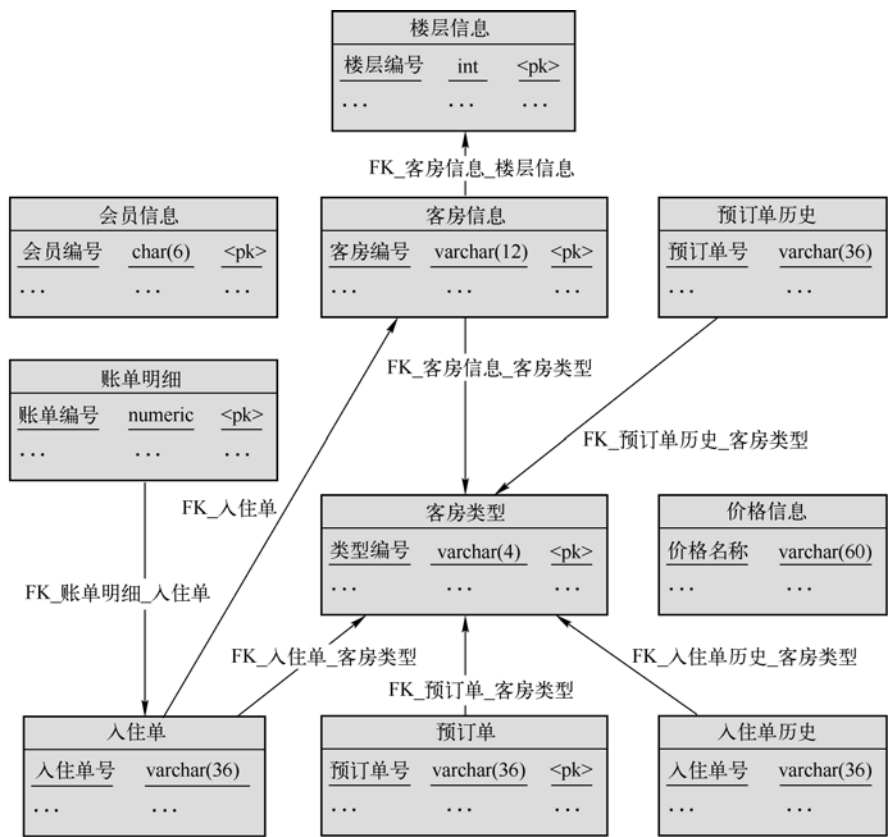 楼层信息
楼层编号 int <pk>
... ... ...
FK_客房信息_楼层信息
会员信息
会员编号 char(6) <pk>
... ... ...
客房信息
客房编号 varchar(12) <pk>
... ... ...
预订单历史
预订单号 varchar(36)
... ...
账单明细
账单编号 numeric <pk>
... ... ...
FK_客房信息_客房类型
FK_预订单历史_客房类型
FK_入住单
客房类型
类型编号 varchar(4) <pk>
... ... ...
价格信息
价格名称 varchar(60)
... ...
FK_账单明细_入住单
FK_入住单_客房类型
FK_预订单_客房类型
FK_入住单历史_客房类型
入住单
入住单号 varchar(36)
... ...
预订单
预订单号 varchar(36) <pk>
... ... ...
入住单历史
入住单号 varchar(36)
... ...